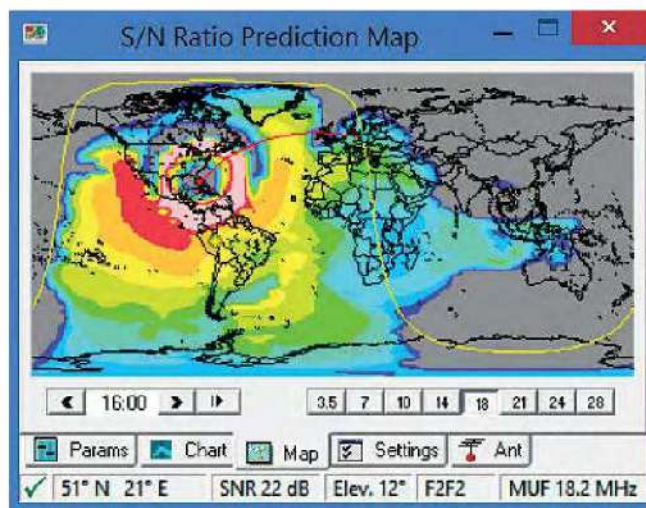 S/N Ratio Prediction Map
16:00 3.5 7 10 14 18 21 24 28
Params Chart Map Settings Ant
51° N 21° E SNR 22 dB Elev. 12° F2F2 MUF 18.2 MHz